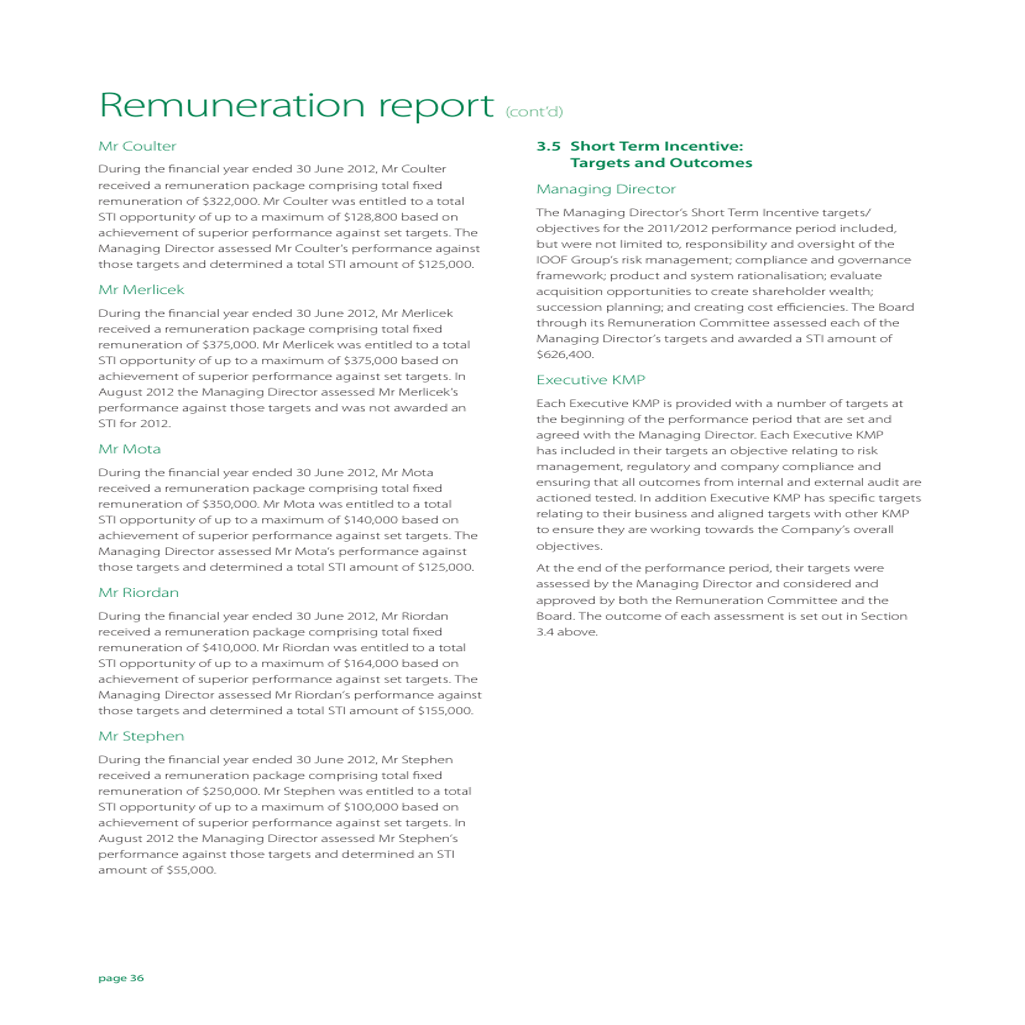 Remuneration report (cont'd)
Mr Coulter
During the financial year ended 30 June 2012, Mr Coulter
received a remuneration package comprising total fixed
remuneration of $322,000. Mr Coulter was entitled to a total
STI opportunity of up to a maximum of $128,800 based on
achievement of superior performance against set targets. The
Managing Director assessed Mr Coulter's performance against
those targets and determined a total STI amount of $125,000.
Mr Merlicek
During the financial year ended 30 June 2012, Mr Merlicek
received a remuneration package comprising total fixed
remuneration of $375,000. Mr Merlicek was entitled to a total
STI opportunity of up to a maximum of $375,000 based on
achievement of superior performance against set targets. In
August 2012 the Managing Director assessed Mr Merlicek's
performance against those targets and was not awarded an
STI for 2012.
Mr Mota
During the financial year ended 30 June 2012, Mr Mota
received a remuneration package comprising total fixed
remuneration of $350,000. Mr Mota was entitled to a total
STI opportunity of up to a maximum of $140,000 based on
achievement of superior performance against set targets. The
Managing Director assessed Mr Mota's performance against
those targets and determined a total STI amount of $125,000.
Mr Riordan
During the financial year ended 30 June 2012, Mr Riordan
received a remuneration package comprising total fixed
remuneration of $410,000. Mr Riordan was entitled to a total
STI opportunity of up to a maximum of $164,000 based on
achievement of superior performance against set targets. The
Managing Director assessed Mr Riordan's performance against
those targets and determined a total STI amount of $155,000.
Mr Stephen
During the financial year ended 30 June 2012, Mr Stephen
received a remuneration package comprising total fixed
remuneration of $250,000. Mr Stephen was entitled to a total
STI opportunity of up to a maximum of $100,000 based on
achievement of superior performance against set targets. In
August 2012 the Managing Director assessed Mr Stephen's
performance against those targets and determined an STI
amount of $55,000.
3.5 Short Term Incentive:
Targets and Outcomes
Managing Director
The Managing Director's Short Term Incentive targets/
objectives for the 2011/2012 performance period included,
but were not limited to, responsibility and oversight of the
IOOF Group's risk management; compliance and governance
framework; product and system rationalisation; evaluate
acquisition opportunities to create shareholder wealth;
succession planning; and creating cost efficiencies. The Board
through its Remuneration Committee assessed each of the
Managing Director's targets and awarded a STI amount of
$626,400.
Executive KMP
Each Executive KMP is provided with a number of targets at
the beginning of the performance period that are set and
agreed with the Managing Director. Each Executive KMP
has included in their targets an objective relating to risk
management, regulatory and company compliance and
ensuring that all outcomes from internal and external audit are
actioned tested. In addition Executive KMP has specific targets
relating to their business and aligned targets with other KMP
to ensure they are working towards the Company's overall
objectives.
At the end of the performance period, their targets were
assessed by the Managing Director and considered and
approved by both the Remuneration Committee and the
Board. The outcome of each assessment is set out in Section
3.4 above.
page 36